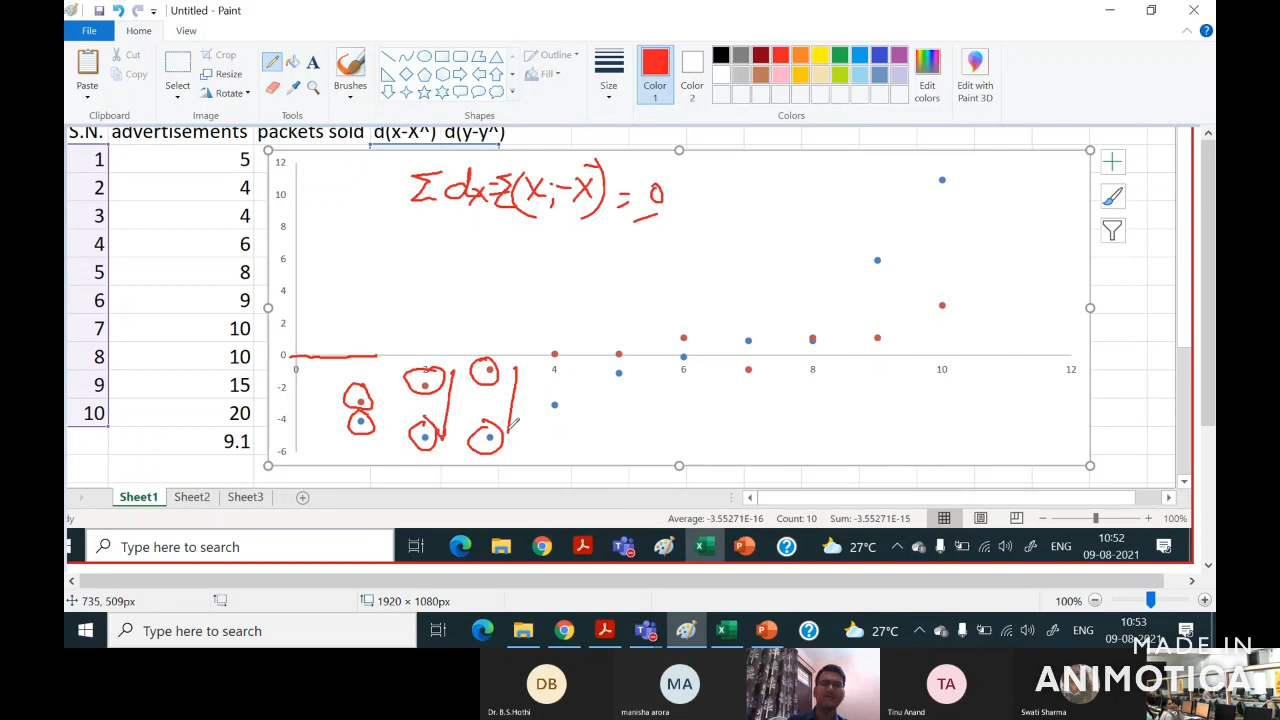 Untitled - Paint
File Home View
Paste
Cut
Copy
Clipboard
Select
Crop
Resize
Rotate
Image
A
Tools
Brushes
Outline
Fill
Shapes
Size
Color 1
Color 2
Edit colors
Colors
Edit with Paint 3D
S.N. advertisements packets sold d(x-X^) d(y-y^)
1 5
2 4
3 4
4 6
5 8
6 9
7 10
8 10
9 15
10 20
9.1
12
10
8
6
4
2
0
-2
-4
-6
0 2 4 6 8 10 12
Σdx=Σ(Xi-X̄) = 0
Sheet1 Sheet2 Sheet3
dy
Average: -3.55271E-16 Count: 10 Sum: -3.55271E-15 100%
Type here to search
27°C ENG 10:52
09-08-2021
735, 509px 1920 × 1080px 100%
Type here to search
27°C ENG 10:53
09-08-2021
MADE IN
ANIMOTICA
DB
Dr. B.S.Hothi
MA
manisha arora
TA
Tinu Anand
Swati Sharma